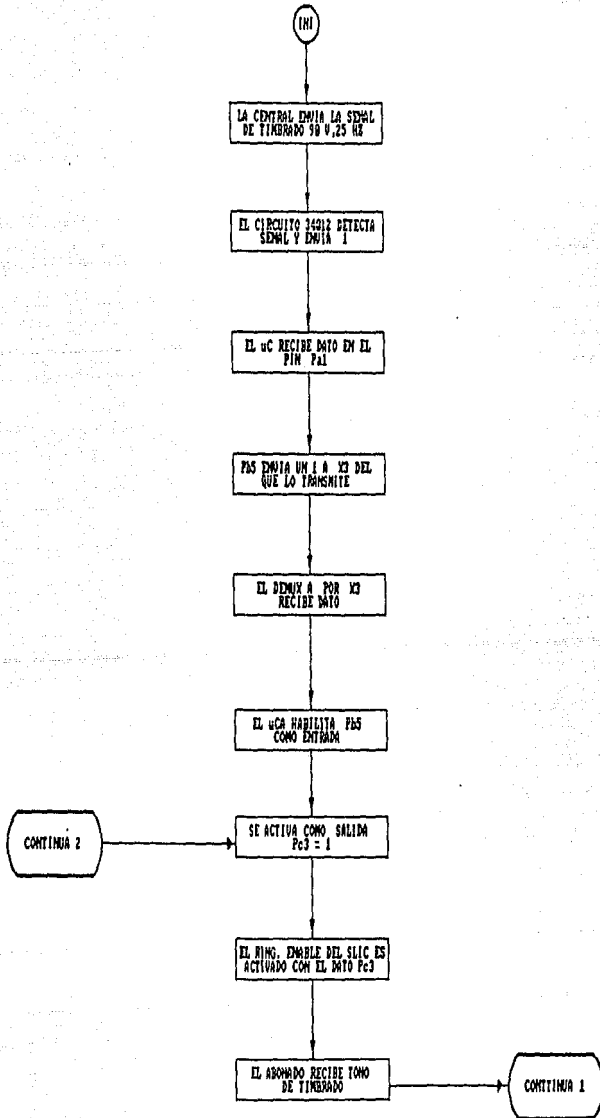 INI
LA CENTRAL ENVIA LA SENAL
DE TIMBRADO 90 V,25 HZ
EL CIRCUITO 34012 DETECTA
SENAL Y ENVIA 1
EL uC RECIBE DATO EN EL
PIN Pa1
Pb5 ENVIA UN 1 A X3 DEL
QUE LO TRANSMITE
EL DEMUX A POR X3
RECIBE DATO
EL uCA HABILITA Pb5
COMO ENTRADA
CONTINUA 2
SE ACTIVA COMO SALIDA
Pc3 = 1
EL RING. ENABLE DEL SLIC ES
ACTIVADO CON EL DATO Pc3
EL ABONADO RECIBE TONO
DE TIMBRADO
CONTTINUA 1